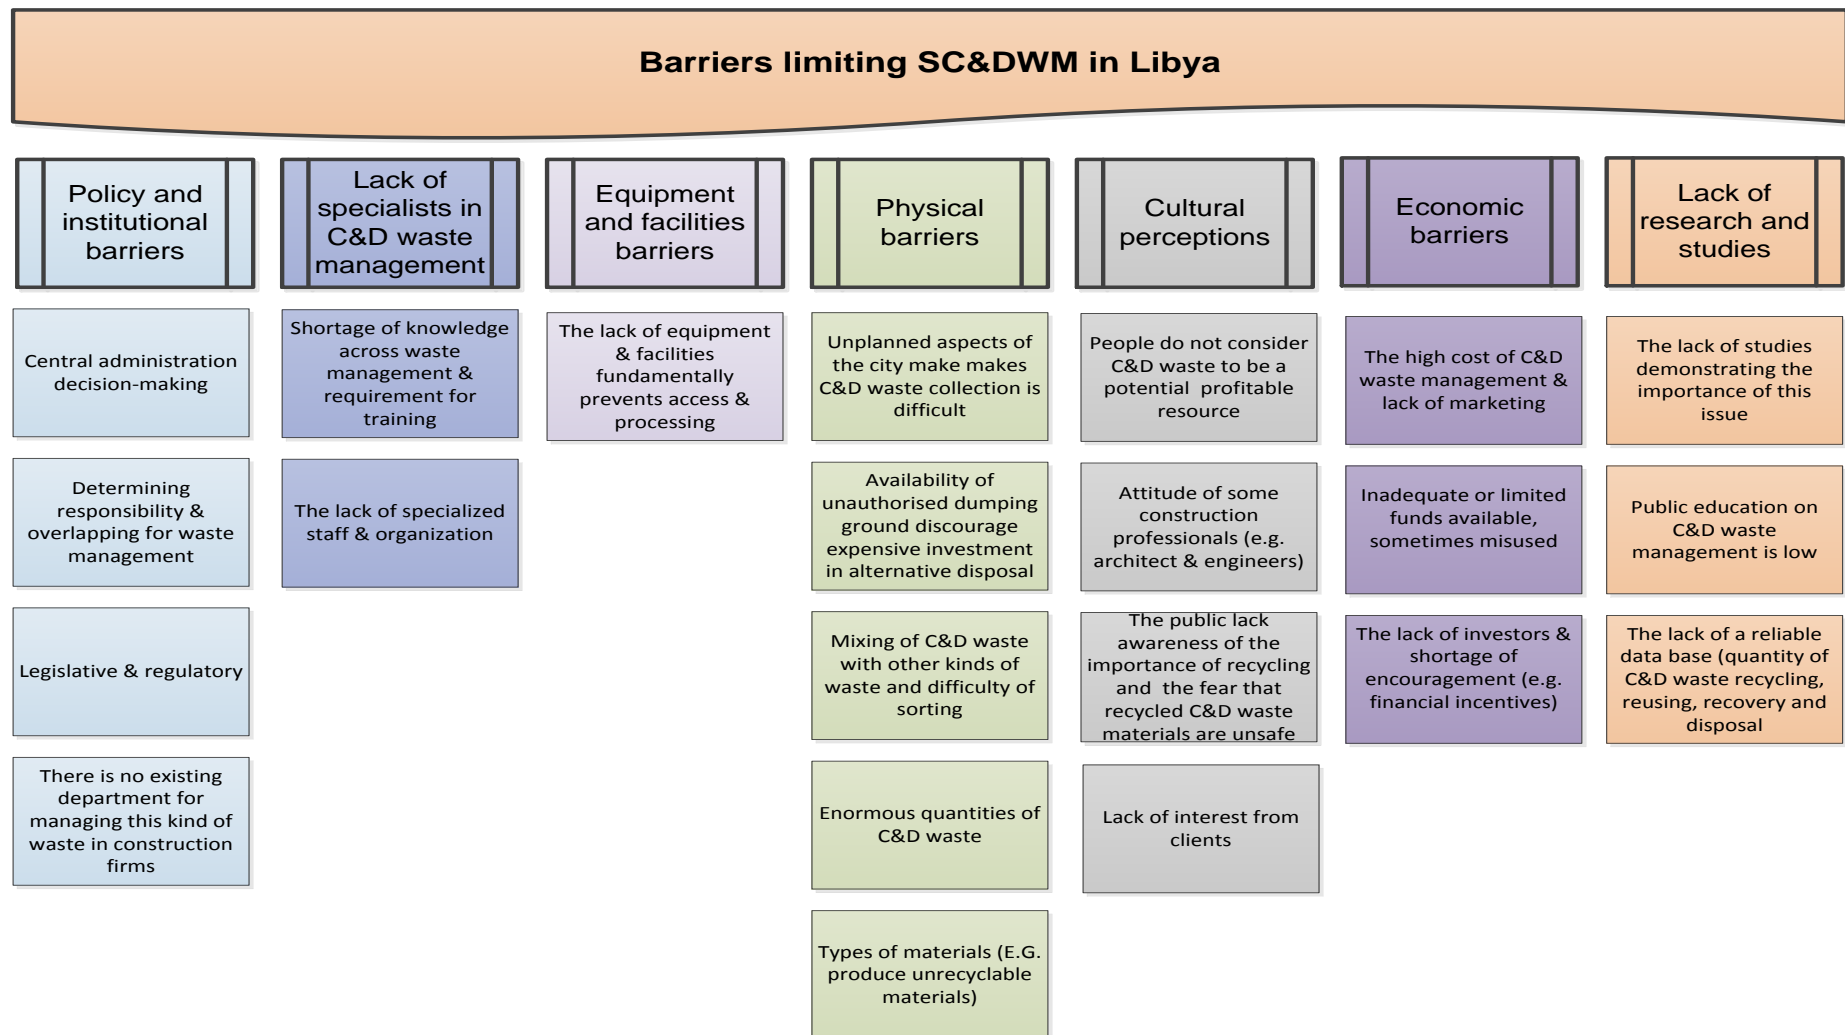 Barriers limiting SC&DWM in Libya
Policy and
institutional
barriers
Central administration
decision-making
Determining
responsibility &
overlapping for waste
management
Legislative & regulatory
There is no existing
department for
managing this kind of
waste in construction
firms
Lack of
specialists in
C&D waste
management
Shortage of knowledge
across waste
management &
requirement for
training
The lack of specialized
staff & organization
Equipment
and facilities
barriers
The lack of equipment
& facilities
fundamentally
prevents access &
processing
Physical
barriers
Unplanned aspects of
the city make makes
C&D waste collection is
difficult
Availability of
unauthorised dumping
ground discourage
expensive investment
in alternative disposal
Mixing of C&D waste
with other kinds of
waste and difficulty of
sorting
Enormous quantities of
C&D waste
Types of materials (E.G.
produce unrecyclable
materials)
Cultural
perceptions
People do not consider
C&D waste to be a
potential profitable
resource
Attitude of some
construction
professionals (e.g.
architect & engineers)
The public lack
awareness of the
importance of recycling
and the fear that
recycled C&D waste
materials are unsafe
Lack of interest from
clients
Economic
barriers
The high cost of C&D
waste management &
lack of marketing
Inadequate or limited
funds available,
sometimes misused
The lack of investors &
shortage of
encouragement (e.g.
financial incentives)
Lack of
research and
studies
The lack of studies
demonstrating the
importance of this
issue
Public education on
C&D waste
management is low
The lack of a reliable
data base (quantity of
C&D waste recycling,
reusing, recovery and
disposal